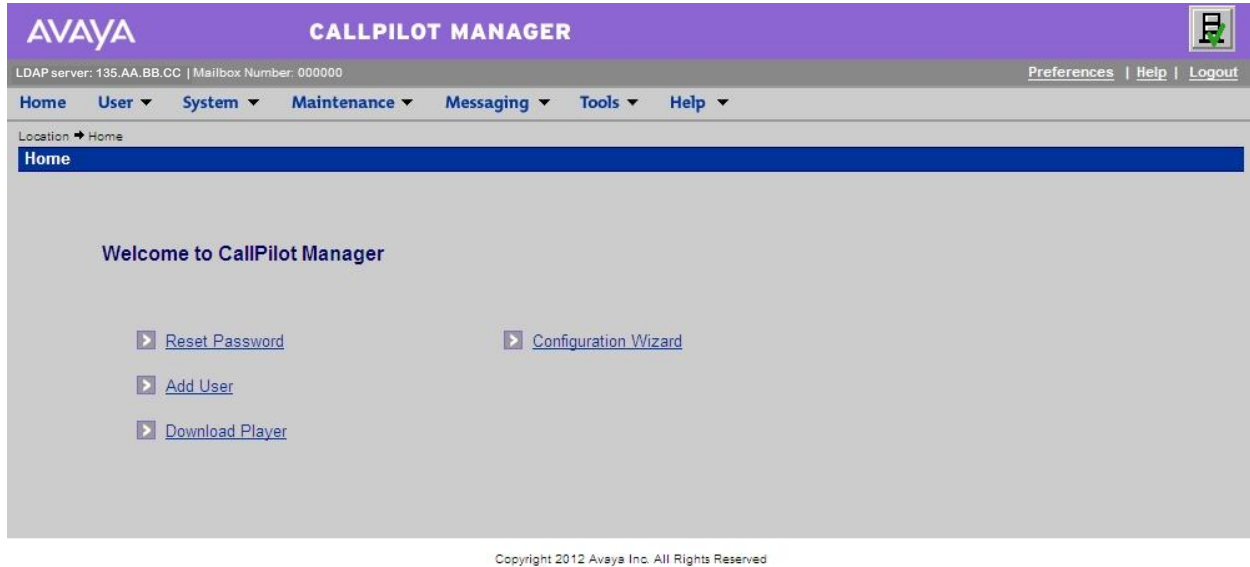 AVAYA CALLPILOT MANAGER
LDAP server: 135.AA.BB.CC | Mailbox Number: 000000 Preferences | Help | Logout
Home User System Maintenance Messaging Tools Help
Location Home
Home
Welcome to CallPilot Manager
Reset Password Configuration Wizard
Add User
Download Player
Copyright 2012 Avaya Inc. All Rights Reserved